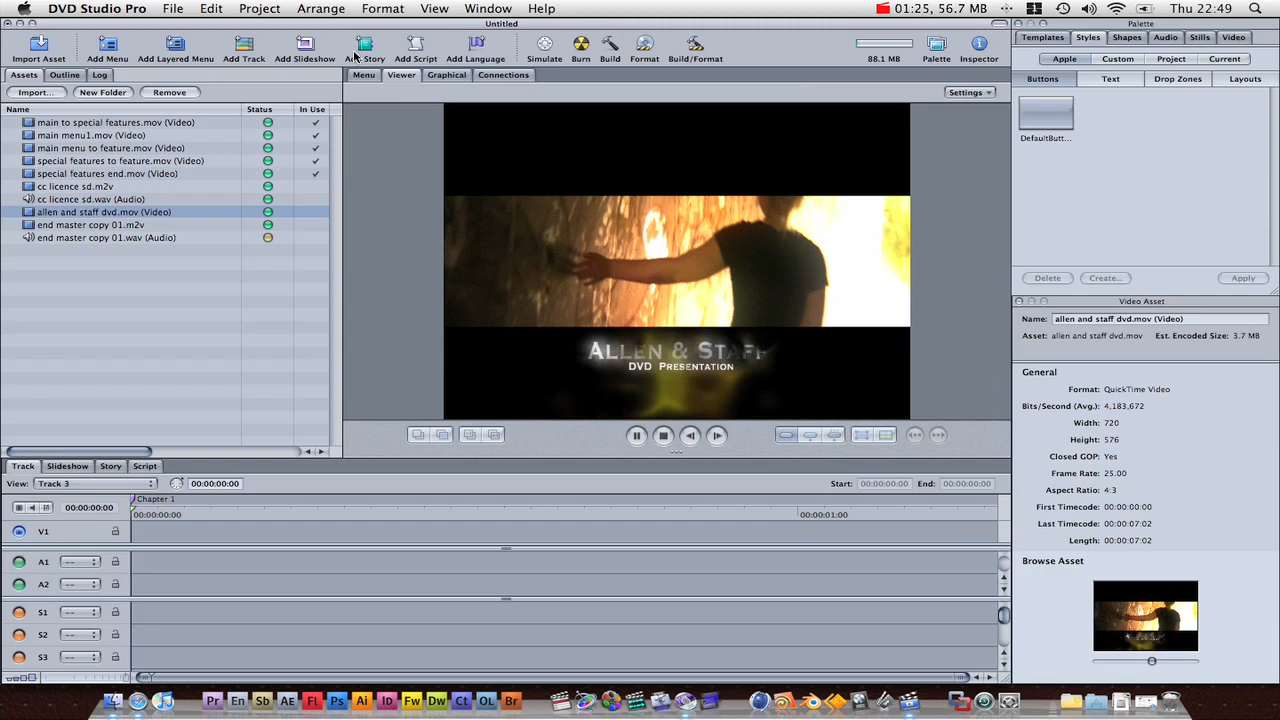 DVD Studio Pro File Edit Project Arrange Format View Window Help 01:25, 56.7 MB Thu 22:49
Untitled
Palette
Import Asset Add Menu Add Layered Menu Add Track Add Slideshow Add Story Add Script Add Language Simulate Burn Build Format Build/Format 88.1 MB Palette Inspector
Templates Styles Shapes Audio Stills Video
Apple Custom Project Current
Buttons Text Drop Zones Layouts
DefaultButt...
Delete Create... Apply
Assets Outline Log
Import... New Folder Remove
Name Status In Use
main to special features.mov (Video)
main menu1.mov (Video)
main menu to feature.mov (Video)
special features to feature.mov (Video)
special features end.mov (Video)
cc licence sd.m2v
cc licence sd.wav (Audio)
allen and staff dvd.mov (Video)
end master copy 01.m2v
end master copy 01.wav (Audio)
Menu Viewer Graphical Connections
Settings
Allen & Staff
DVD Presentation
Video Asset
Name: allen and staff dvd.mov (Video)
Asset: allen and staff dvd.mov Est. Encoded Size: 3.7 MB
General
Format: QuickTime Video
Bits/Second (Avg.): 4,183,672
Width: 720
Height: 576
Closed GOP: Yes
Frame Rate: 25.00
Aspect Ratio: 4:3
First Timecode: 00:00:00:00
Last Timecode: 00:00:07:02
Length: 00:00:07:02
Browse Asset
Track Slideshow Story Script
View: Track 3 00:00:00:00 Start: 00:00:00:00 End: 00:00:00:00
Chapter 1
00:00:00:00 00:00:00:00 00:00:01:00
V1
A1 --
A2 --
S1 --
S2 --
S3 --
Pr En Sb AE Fl Ps Ai Id Fw Dw Ct OL Br